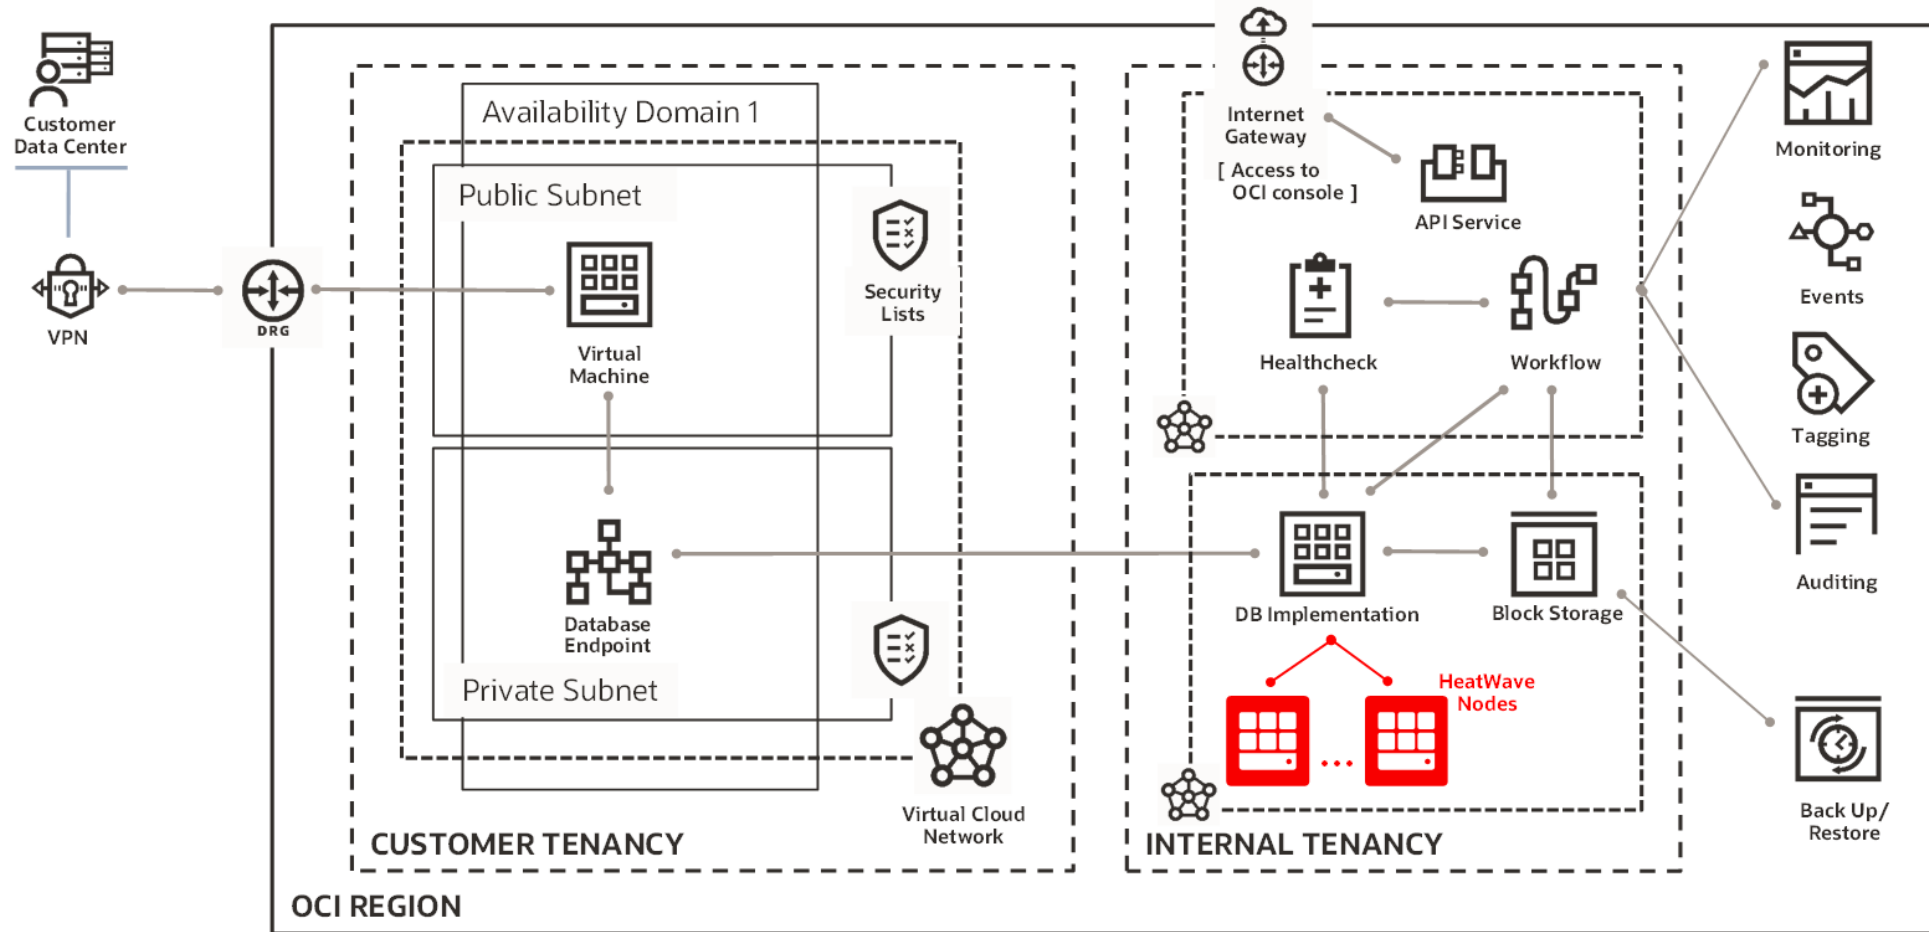 Customer
Data Center
VPN
DRG
Availability Domain 1
Public Subnet
Virtual
Machine
Security
Lists
Database
Endpoint
Private Subnet
Virtual Cloud
Network
CUSTOMER TENANCY
OCI REGION
Internet
Gateway
[ Access to
OCI console ]
API Service
Healthcheck
Workflow
DB Implementation
Block Storage
HeatWave
Nodes
INTERNAL TENANCY
Monitoring
Events
Tagging
Auditing
Back Up/
Restore